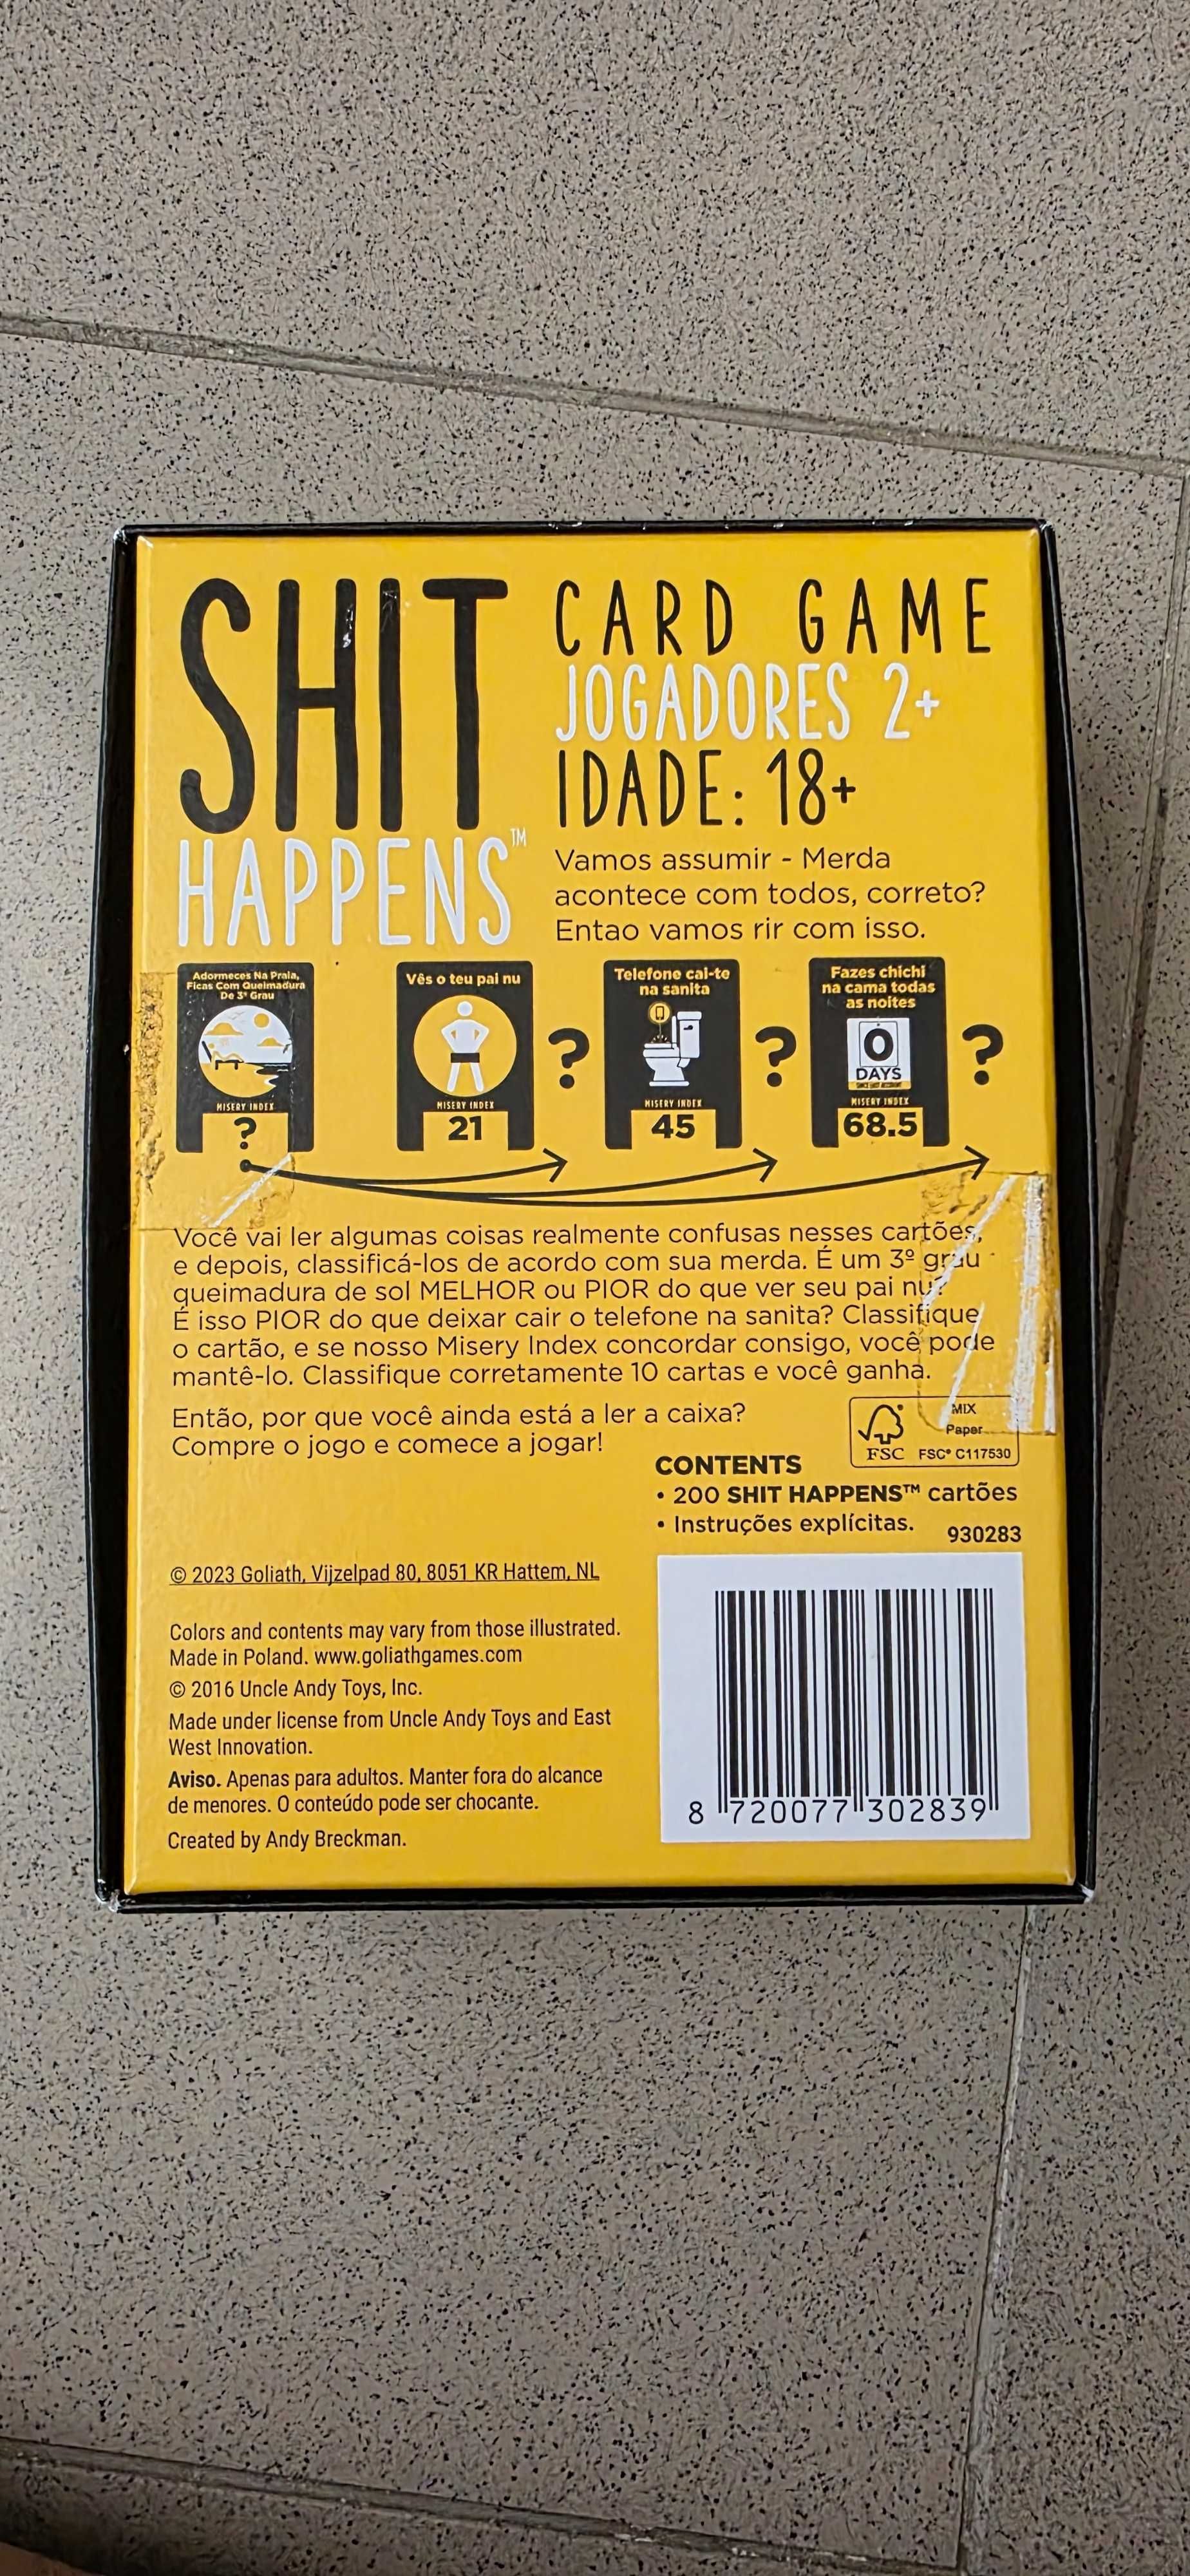 SHIT
HAPPENS™
CARD GAME
JOGADORES 2+
IDADE: 18+
Vamos assumir - Merda
acontece com todos, correto?
Entao vamos rir com isso.
Adormeces Na Praia,
Ficas Com Queimadura
De 3º Grau
MISERY INDEX
?
Vês o teu pai nu
MISERY INDEX
21
?
Telefone cai-te
na sanita
MISERY INDEX
45
?
Fazes chichi
na cama todas
as noites
0
DAYS
MISERY INDEX
68.5
?
Você vai ler algumas coisas realmente confusas nesses cartões,
e depois, classificá-los de acordo com sua merda. É um 3º grau
queimadura de sol MELHOR ou PIOR do que ver seu pai nu?
É isso PIOR do que deixar cair o telefone na sanita? Classifique
o cartão, e se nosso Misery Index concordar consigo, você pode
mantê-lo. Classifique corretamente 10 cartas e você ganha.
Então, por que você ainda está a ler a caixa?
Compre o jogo e comece a jogar!
MIX
Paper
FSC FSC® C117530
CONTENTS
• 200 SHIT HAPPENS™ cartões
• Instruções explícitas.
930283
© 2023 Goliath, Vijzelpad 80, 8051 KR Hattem, NL
Colors and contents may vary from those illustrated.
Made in Poland. www.goliathgames.com
© 2016 Uncle Andy Toys, Inc.
Made under license from Uncle Andy Toys and East
West Innovation.
Aviso. Apenas para adultos. Manter fora do alcance
de menores. O conteúdo pode ser chocante.
Created by Andy Breckman.
8 720077 302839